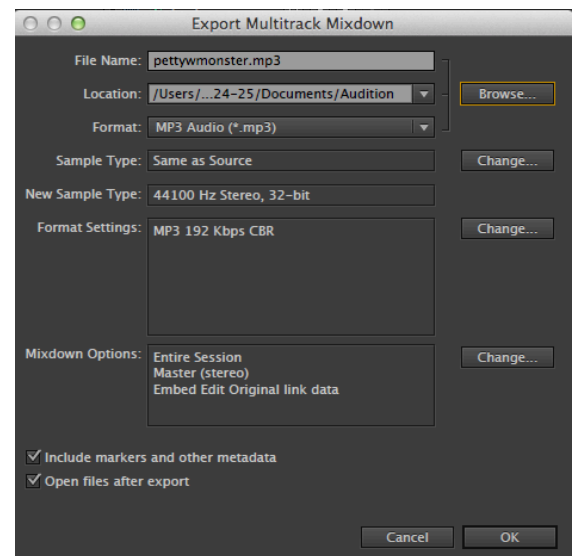 Export Multitrack Mixdown
File Name: pettywmonster.mp3
Location: /Users/...24-25/Documents/Audition Browse...
Format: MP3 Audio (*.mp3)
Sample Type: Same as Source Change...
New Sample Type: 44100 Hz Stereo, 32-bit
Format Settings: MP3 192 Kbps CBR Change...
Mixdown Options: Entire Session Change...
Master (stereo)
Embed Edit Original link data
Include markers and other metadata
Open files after export
Cancel OK